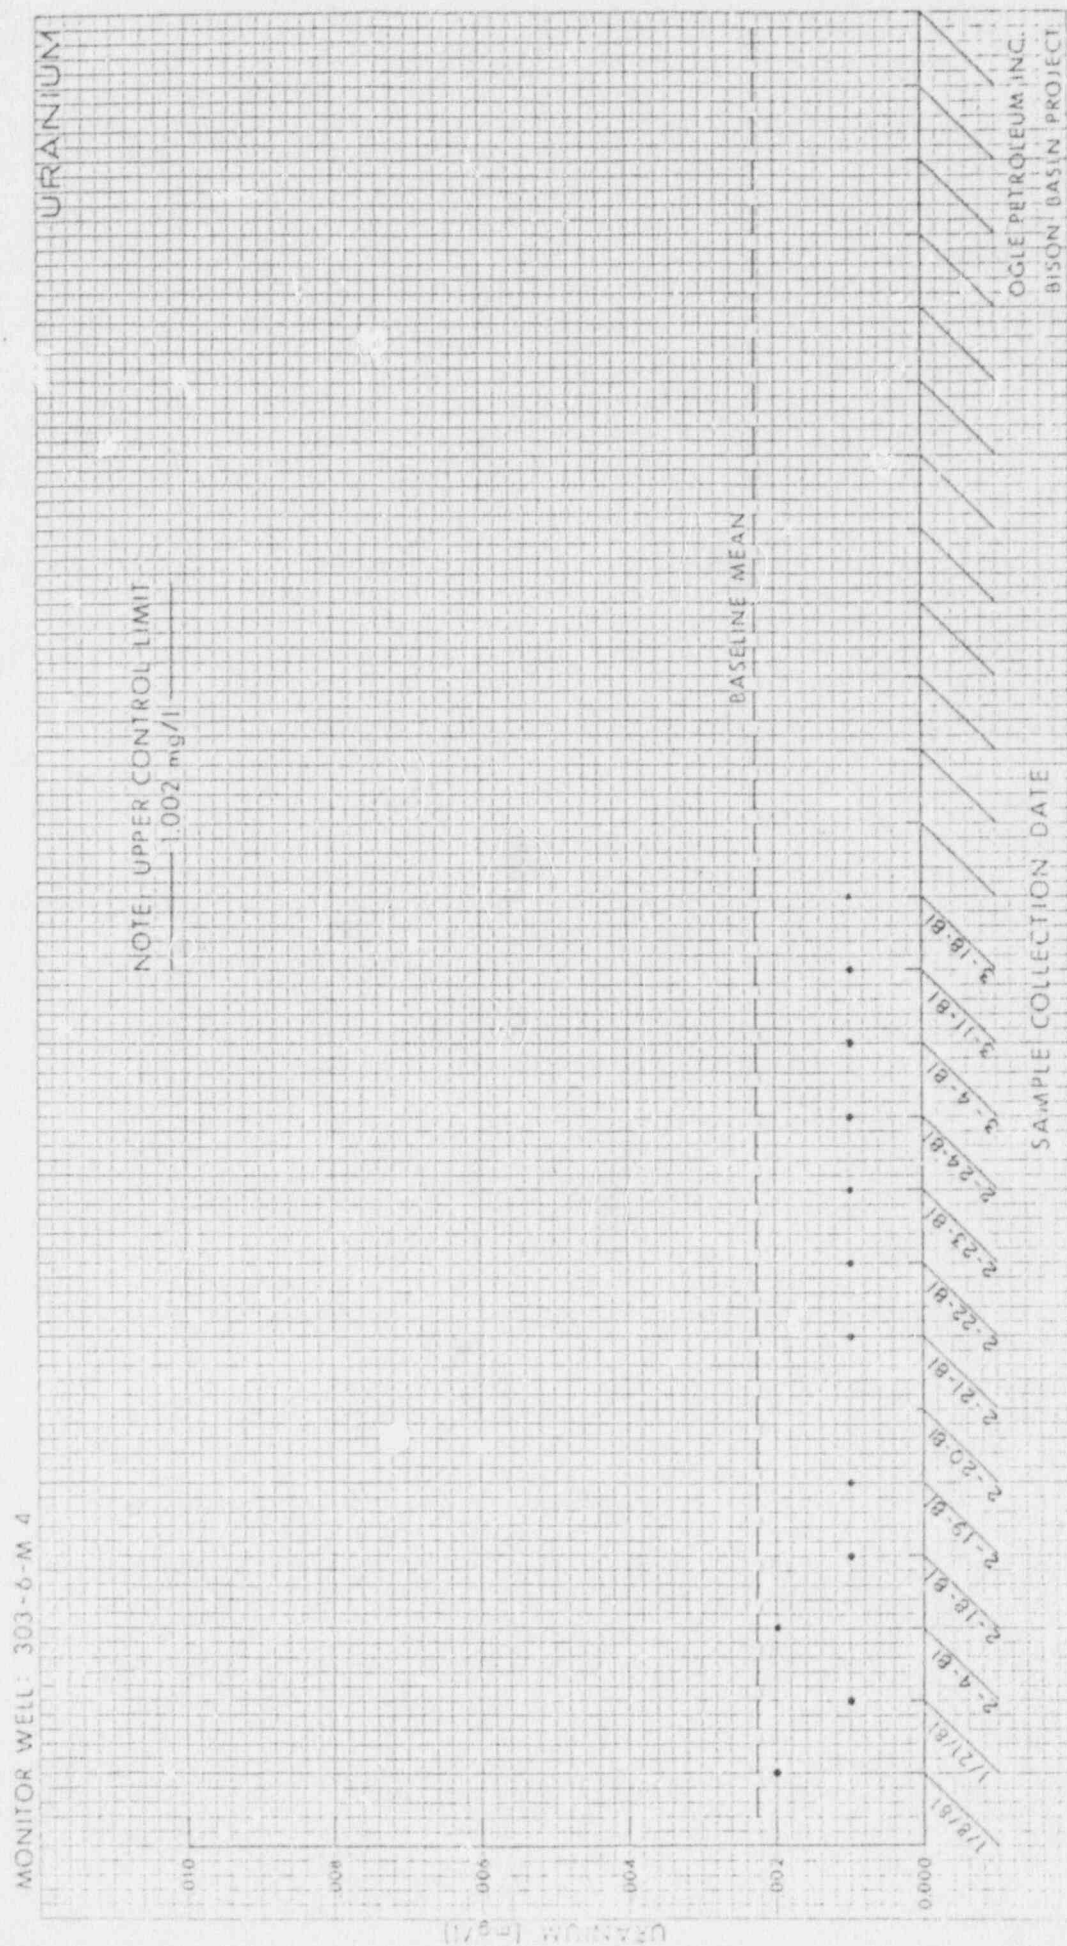 MONITOR WELL: 303-6-M 4
URANIUM
NOTE: UPPER CONTROL LIMIT
1.002 mg/l
BASELINE MEAN
URANIUM (mg/l)
.010
.008
.006
.004
.002
0.000
1/8/81
1/21/81
2-4-81
2-18-81
2-19-81
2-20-81
2-21-81
2-22-81
2-23-81
2-24-81
3-4-81
3-11-81
3-18-81
SAMPLE COLLECTION DATE
OGLE PETROLEUM, INC.
BISON BASIN PROJECT